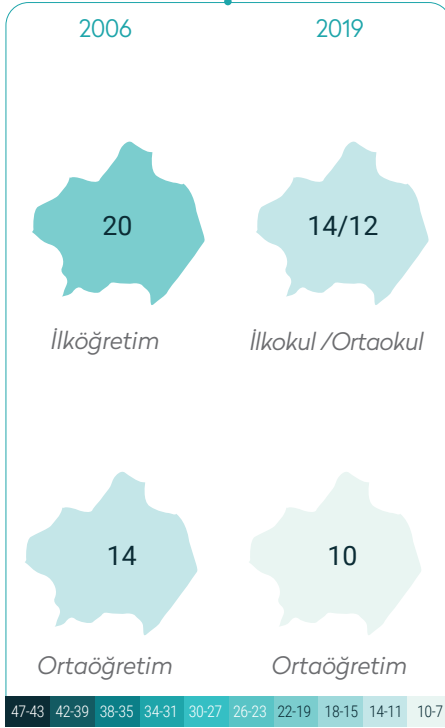 2006 2019
20 14/12
İlköğretim İlkokul /Ortaokul
14 10
Ortaöğretim Ortaöğretim
47-43 42-39 38-35 34-31 30-27 26-23 22-19 18-15 14-11 10-7